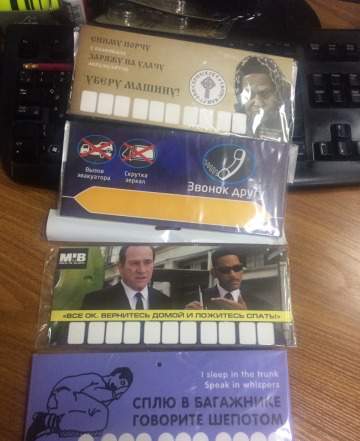 СНИМУ ПОРЧУ
ЗАРЯЖУ НА УДАЧУ
УБЕРУ МАШИНУ!
Вызов
эвакуатора
Скрутка
зеркал
Звонок другу
MIB
«ВСЕ ОК. ВЕРНИТЕСЬ ДОМОЙ И ЛОЖИТЕСЬ СПАТЬ!»
I sleep in the trunk
Speak in whispers
СПЛЮ В БАГАЖНИКЕ
ГОВОРИТЕ ШЕПОТОМ